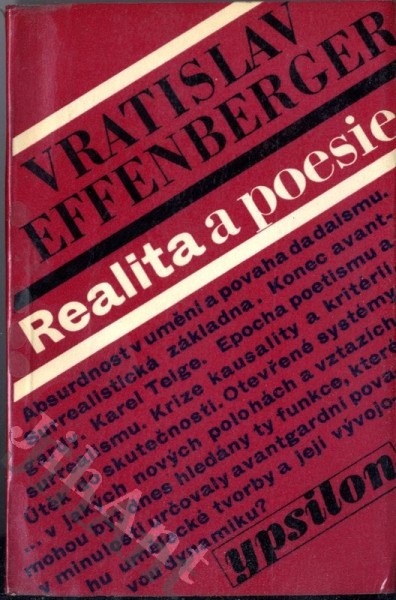 VRATISLAV
EFFENBERGER
Realita a poesie
Absurdnost v umění a povaha dadaismu.
Surrealistická základna. Konec avant-
gardy. Karel Teige. Epocha poetismu a
surrealismu. Krize kausality a kritérií.
Útěk do skutečnosti. Otevřené systémy
... v jakých nových polohách a vztazích
mohou být dnes hledány ty funkce, které
v minulosti určovaly avantgardní pova-
hu umělecké tvorby a její vývojo-
vou dynamiku?
ypsilon
JihAnt
JihAnt